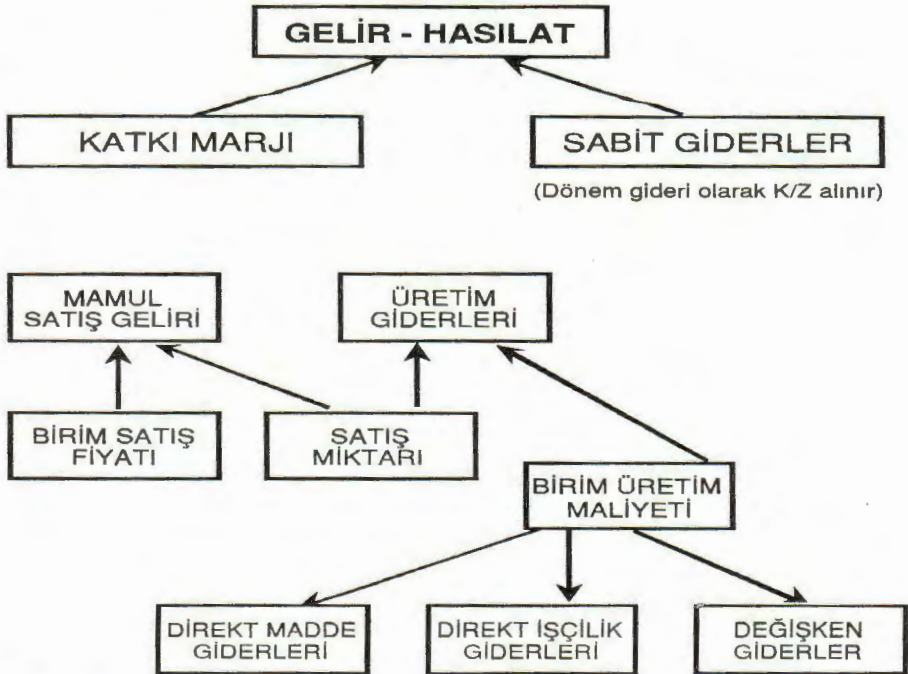 GELİR - HASILAT
KATKI MARJI
SABİT GİDERLER
(Dönem gideri olarak K/Z alınır)
MAMUL
SATIŞ GELİRİ
ÜRETİM
GİDERLERİ
BİRİM SATIŞ
FİYATI
SATIŞ
MİKTARI
BİRİM ÜRETİM
MALİYETİ
DİREKT MADDE
GİDERLERİ
DİREKT İŞÇİLİK
GİDERLERİ
DEĞİŞKEN
GİDERLER